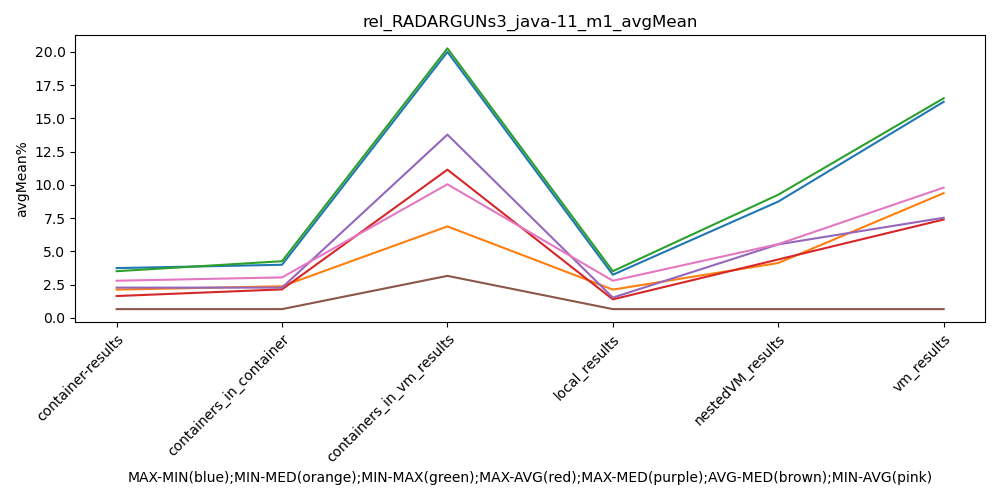 rel_RADARGUNs3_java-11_m1_avgMean
avgMean%
20.0
17.5
15.0
12.5
10.0
7.5
5.0
2.5
0.0
container-results
containers_in_container
containers_in_vm_results
local_results
nestedVM_results
vm_results
MAX-MIN(blue);MIN-MED(orange);MIN-MAX(green);MAX-AVG(red);MAX-MED(purple);AVG-MED(brown);MIN-AVG(pink)